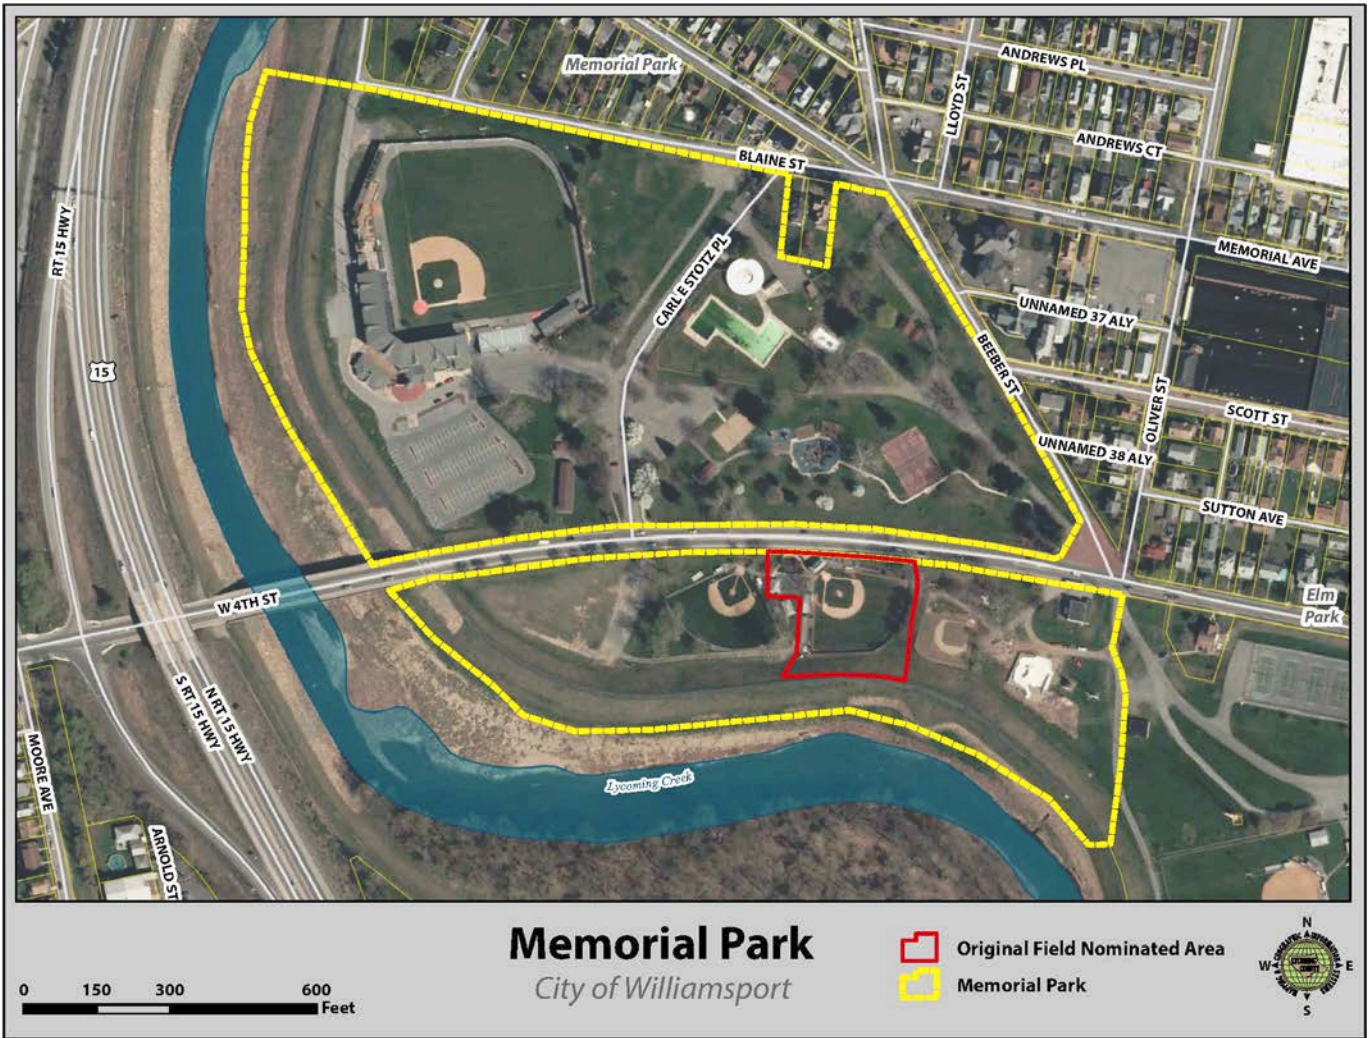 Memorial Park
ANDREWS PL
LLOYD ST
ANDREWS CT
BLAINE ST
RT 15 HWY
MEMORIAL AVE
CARL E STOTZ PL
UNNAMED 37 ALY
BEEBER ST
15
OLIVER ST
SCOTT ST
UNNAMED 38 ALY
SUTTON AVE
W 4TH ST
Elm
Park
S RT 15 HWY
N RT 15 HWY
MOORE AVE
Lycoming Creek
ARNOLD ST
Memorial Park
City of Williamsport
Original Field Nominated Area
Memorial Park
0 150 300 600
Feet
N
W
E
S
LYCOMING
COUNTY